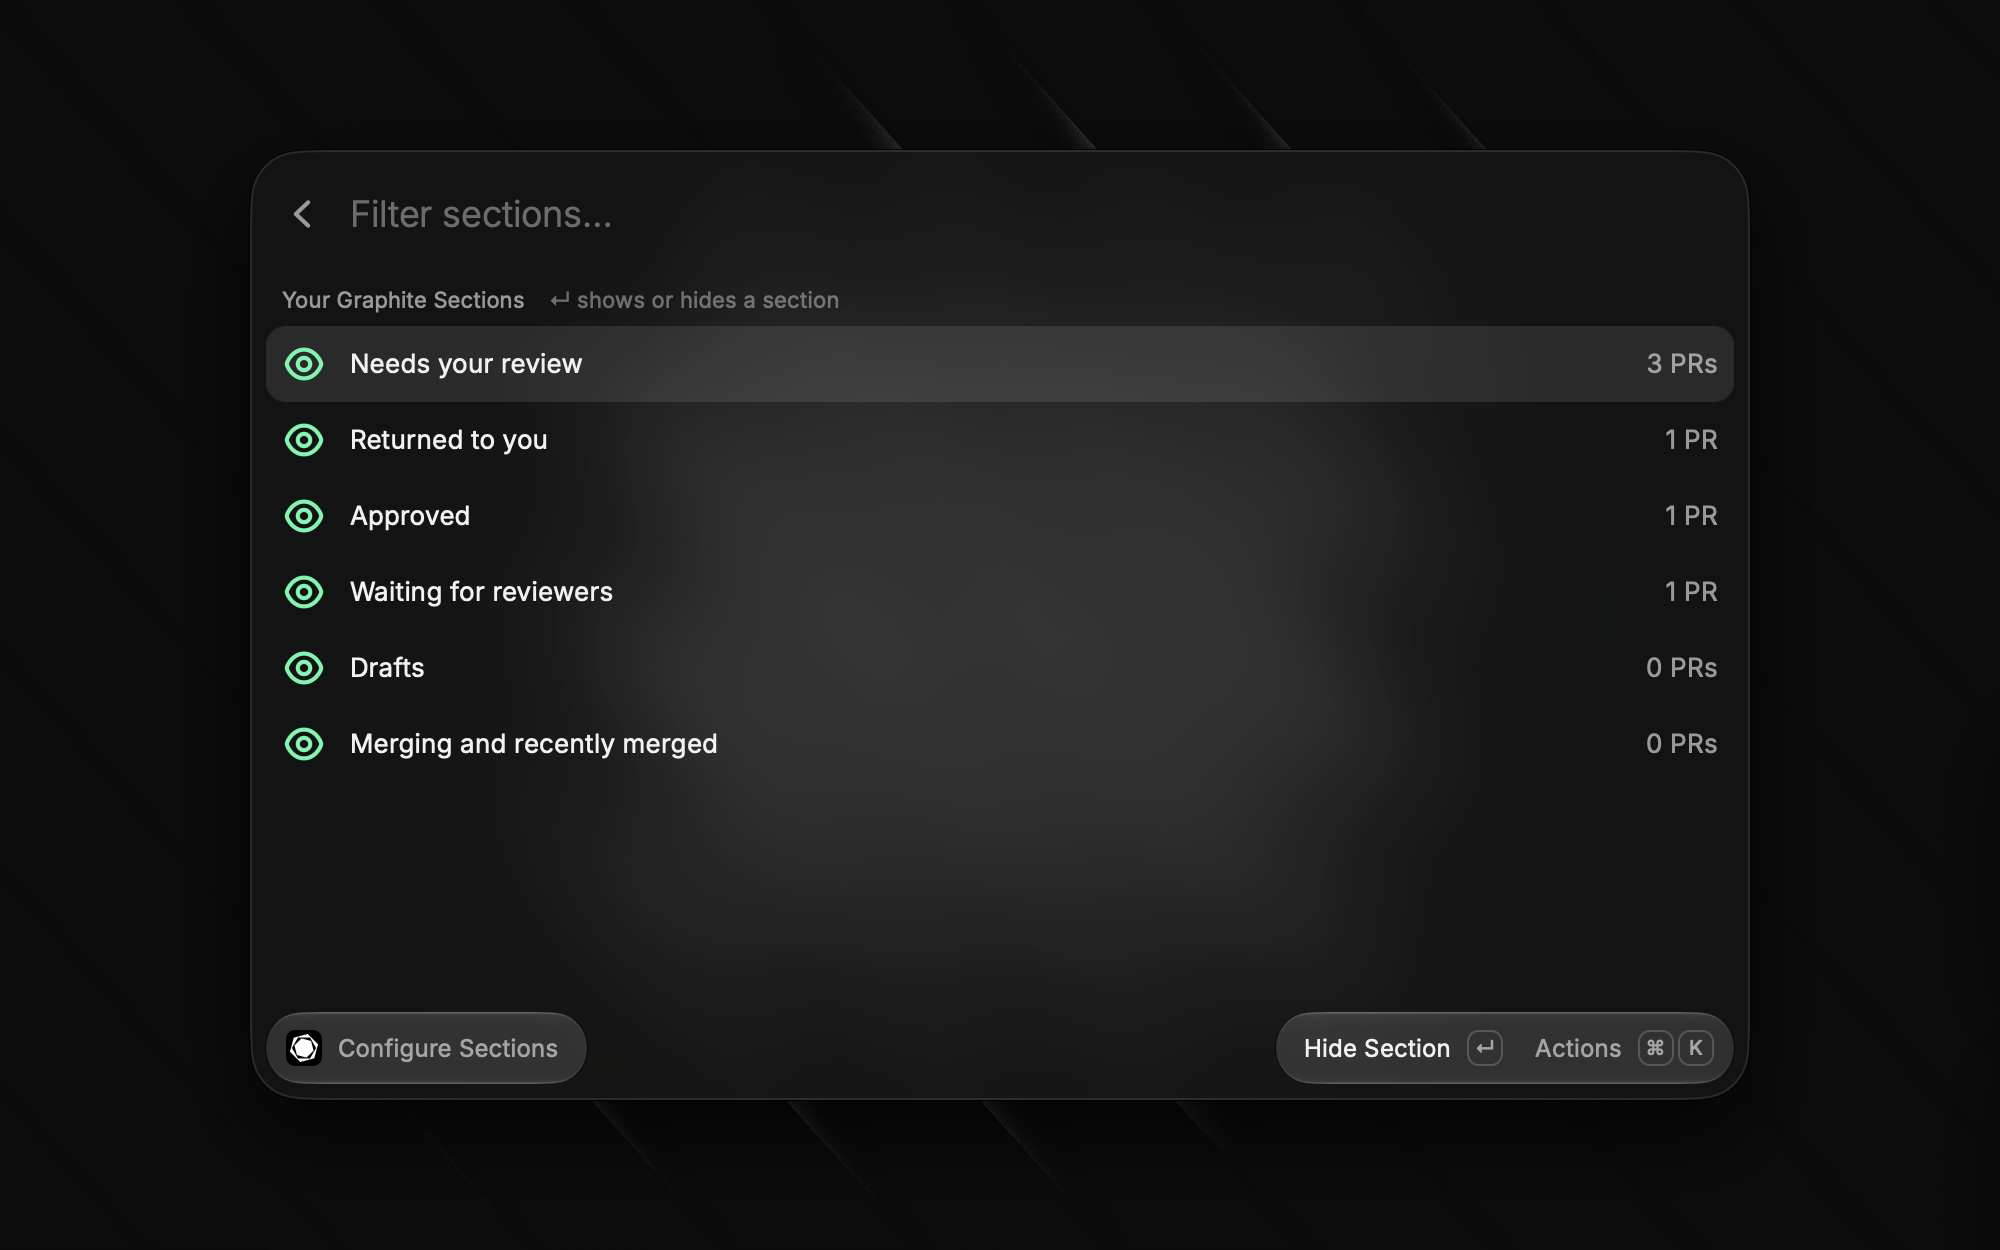 Filter sections...
Your Graphite Sections ↵ shows or hides a section
Needs your review 3 PRs
Returned to you 1 PR
Approved 1 PR
Waiting for reviewers 1 PR
Drafts 0 PRs
Merging and recently merged 0 PRs
Configure Sections Hide Section ↵ Actions ⌘ K